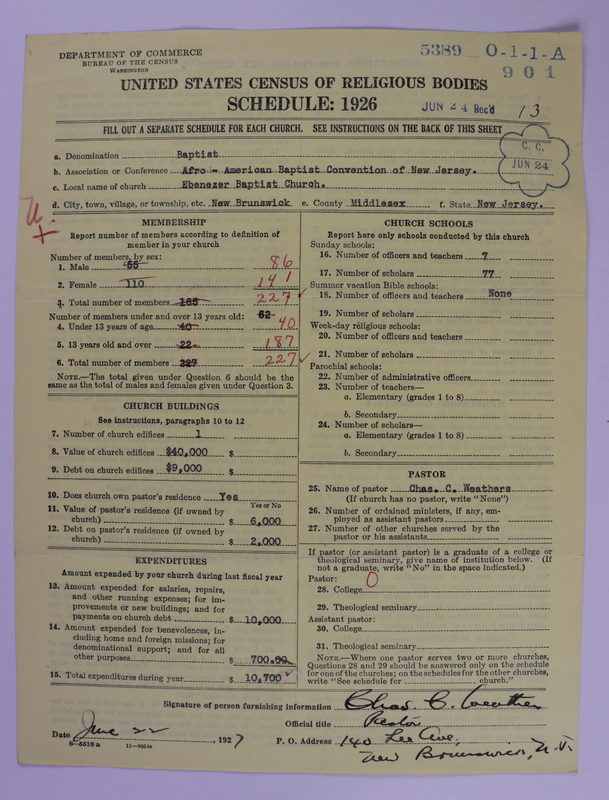 DEPARTMENT OF COMMERCE
BUREAU OF THE CENSUS
WASHINGTON
5389 O-1-1-A
901
UNITED STATES CENSUS OF RELIGIOUS BODIES
SCHEDULE: 1926
JUN 24 Rec'd 13
FILL OUT A SEPARATE SCHEDULE FOR EACH CHURCH. SEE INSTRUCTIONS ON THE BACK OF THIS SHEET
C. C.
JUN 24
a. Denomination Baptist
b. Association or Conference Afro - American Baptist Convention of New Jersey.
c. Local name of church Ebenezer Baptist Church.
d. City, town, village, or township, etc. New Brunswick e. County Middlesex f. State New Jersey.
MEMBERSHIP
Report number of members according to definition of
member in your church
Number of members, by sex:
1. Male 55 86
2. Female 110 141
3. Total number of members 165 227
Number of members under and over 13 years old: 62
4. Under 13 years of age 40 40
5. 13 years old and over 22 187
6. Total number of members 227 227
NOTE.—The total given under Question 6 should be
same as the total of males and females given under Question 3.
CHURCH BUILDINGS
See instructions, paragraphs 10 to 12
7. Number of church edifices 1
8. Value of church edifices $40,000 $
9. Debt on church edifices $9,000 $
10. Does church own pastor's residence Yes
Yes or No
11. Value of pastor's residence (if owned by
church) $ 6,000
12. Debt on pastor's residence (if owned by
church) $ 2,000
EXPENDITURES
Amount expended by your church during last fiscal year
13. Amount expended for salaries, repairs,
and other running expenses; for im-
provements or new buildings; and for
payments on church debt $ 10,000
14. Amount expended for benevolences, in-
cluding home and foreign missions; for
denominational support; and for all
other purposes $ 700.00
15. Total expenditures during year $ 10,700
CHURCH SCHOOLS
Report here only schools conducted by this church
Sunday schools:
16. Number of officers and teachers 7
17. Number of scholars 77
Summer vacation Bible schools:
18. Number of officers and teachers None
19. Number of scholars
Week-day religious schools:
20. Number of officers and teachers
21. Number of scholars
Parochial schools:
22. Number of administrative officers
23. Number of teachers—
a. Elementary (grades 1 to 8)
b. Secondary
24. Number of scholars—
a. Elementary (grades 1 to 8)
b. Secondary
PASTOR
25. Name of pastor Chas. C. Weathers
(If church has no pastor, write "None")
26. Number of ordained ministers, if any, em-
ployed as assistant pastors
27. Number of other churches served by the
pastor or his assistants
If pastor (or assistant pastor) is a graduate of a college or
theological seminary, give name of institution below. (If
not a graduate, write "No" in the space indicated.)
Pastor: O
28. College
29. Theological seminary
Assistant pastor:
30. College
31. Theological seminary
NOTE.—Where one pastor serves two or more churches,
Questions 28 and 29 should be answered only on the schedule
for one of the churches; on the schedules for the other churches,
write "See schedule for church."
Signature of person furnishing information Chas C. Weathers
Official title Pastor
Date June 22, 1927 P. O. Address 140 Lee Ave,
New Brunswick, N. J.
8—5518 a 11—9554